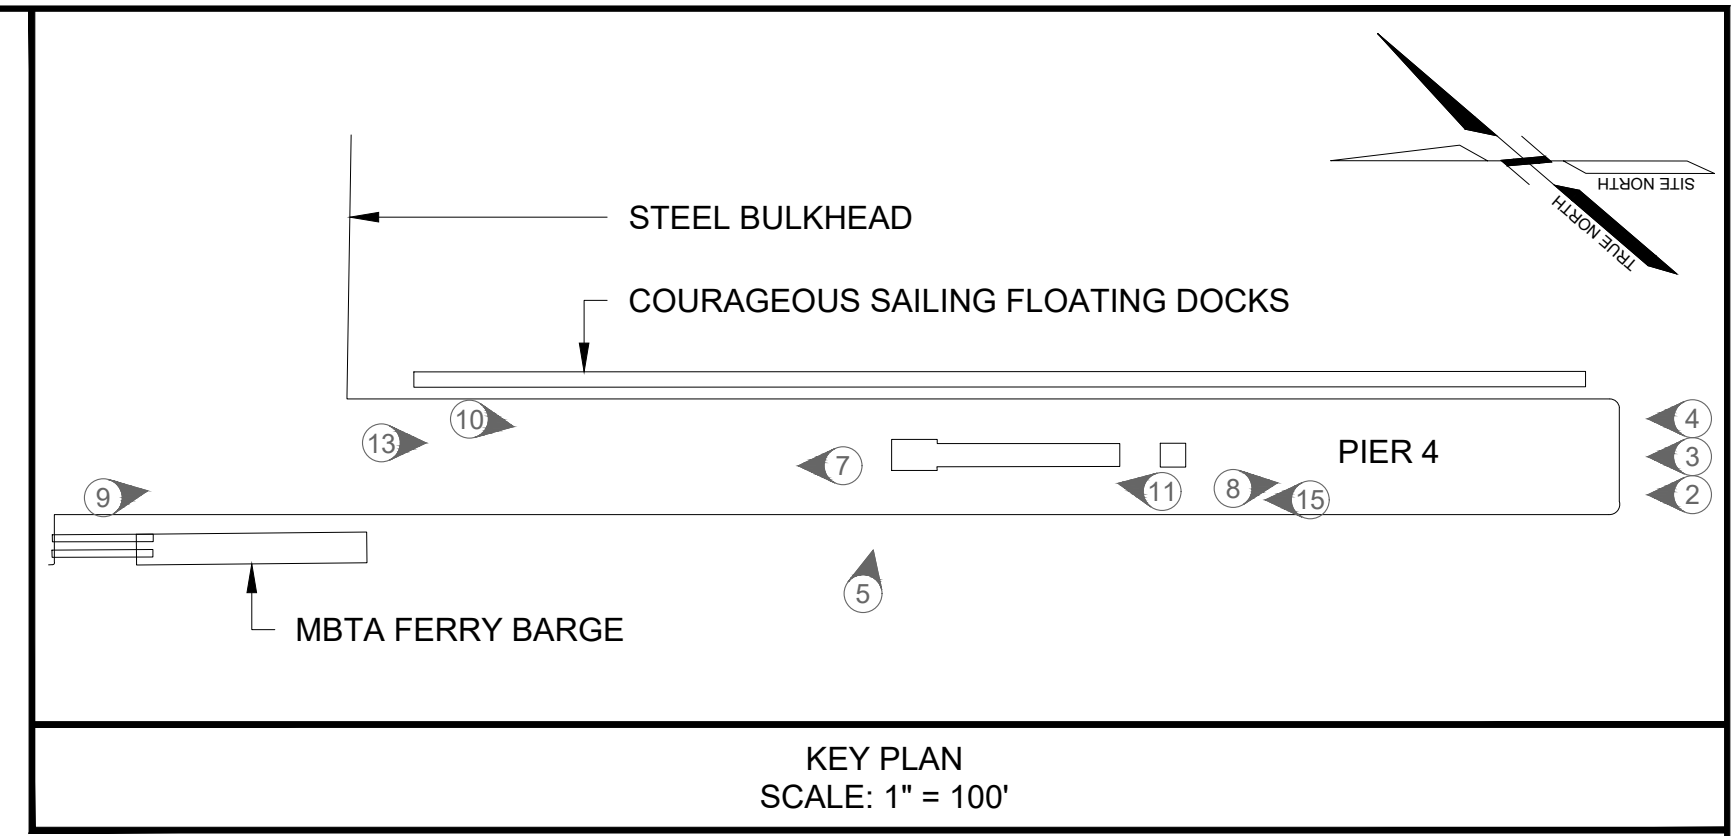 SITE NORTH
TRUE NORTH
STEEL BULKHEAD
COURAGEOUS SAILING FLOATING DOCKS
10
4
13
PIER 4
3
7
11
8
15
2
9
5
MBTA FERRY BARGE
KEY PLAN
SCALE: 1" = 100'